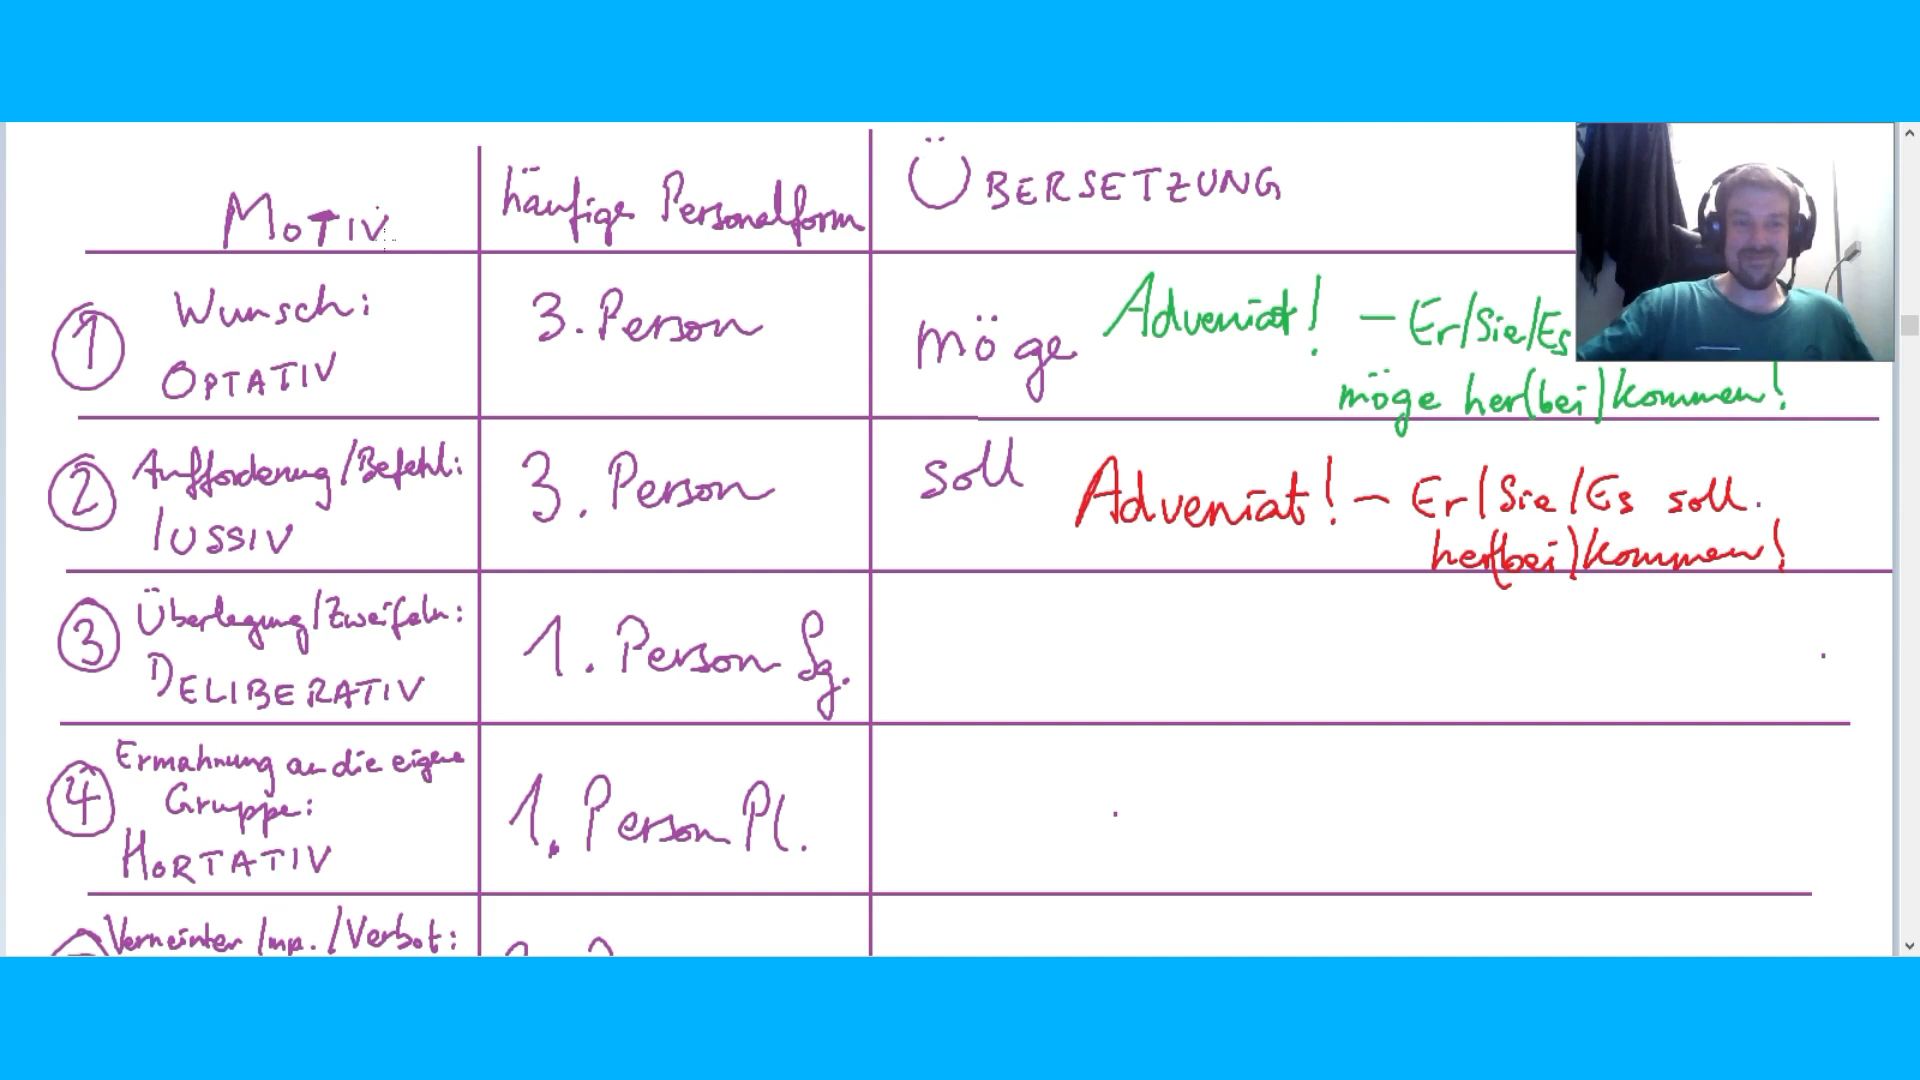 MOTIV
häufige Personalform
ÜBERSETZUNG
① Wunsch:
OPTATIV
3. Person
möge
Adveniat! – Er/Sie/Es
möge her(bei)kommen!
② Aufforderung/Befehl:
IUSSIV
3. Person
soll
Adveniat! – Er/Sie/Es soll
her(bei)kommen!
③ Überlegung/Zweifeln:
DELIBERATIV
1. Person Sg.
④ Ermahnung an die eigene
Gruppe:
HORTATIV
1. Person Pl.
Verneinter Imp./Verbot: